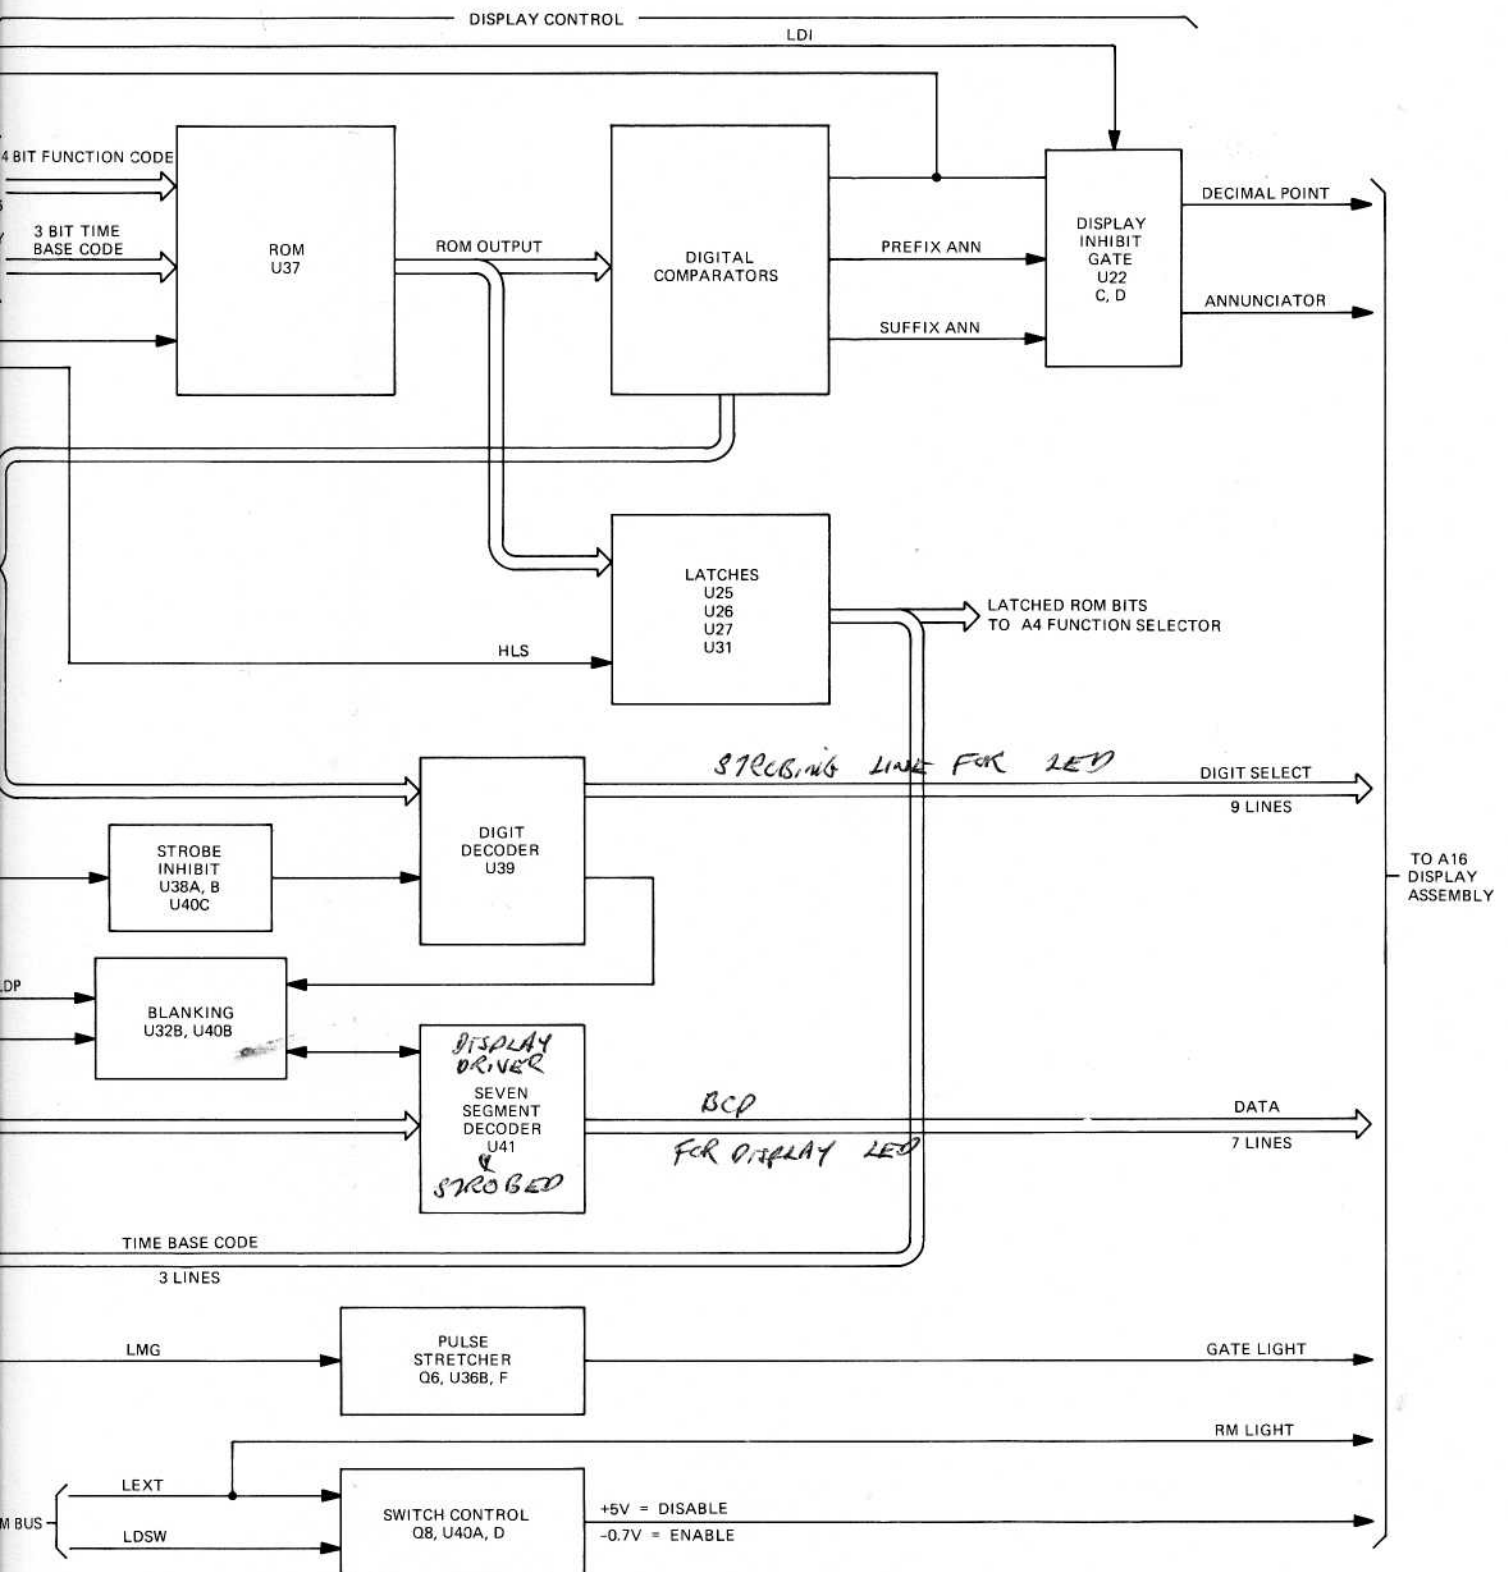 DISPLAY CONTROL
LDI
4 BIT FUNCTION CODE
3 BIT TIME
BASE CODE
ROM
U37
ROM OUTPUT
DIGITAL
COMPARATORS
PREFIX ANN
SUFFIX ANN
DISPLAY
INHIBIT
GATE
U22
C, D
DECIMAL POINT
ANNUNCIATOR
LATCHES
U25
U26
U27
U31
HLS
LATCHED ROM BITS
TO A4 FUNCTION SELECTOR
STROBING LINE FOR LED
DIGIT SELECT
9 LINES
DIGIT
DECODER
U39
STROBE
INHIBIT
U38A, B
U40C
TO A16
DISPLAY
ASSEMBLY
LDP
BLANKING
U32B, U40B
DISPLAY
DRIVER
SEVEN
SEGMENT
DECODER
U41
&
STROBED
BCD
FOR DISPLAY LED
DATA
7 LINES
TIME BASE CODE
3 LINES
LMG
PULSE
STRETCHER
Q6, U36B, F
GATE LIGHT
RM LIGHT
LEXT
M BUS
LDSW
SWITCH CONTROL
Q8, U40A, D
+5V = DISABLE
-0.7V = ENABLE